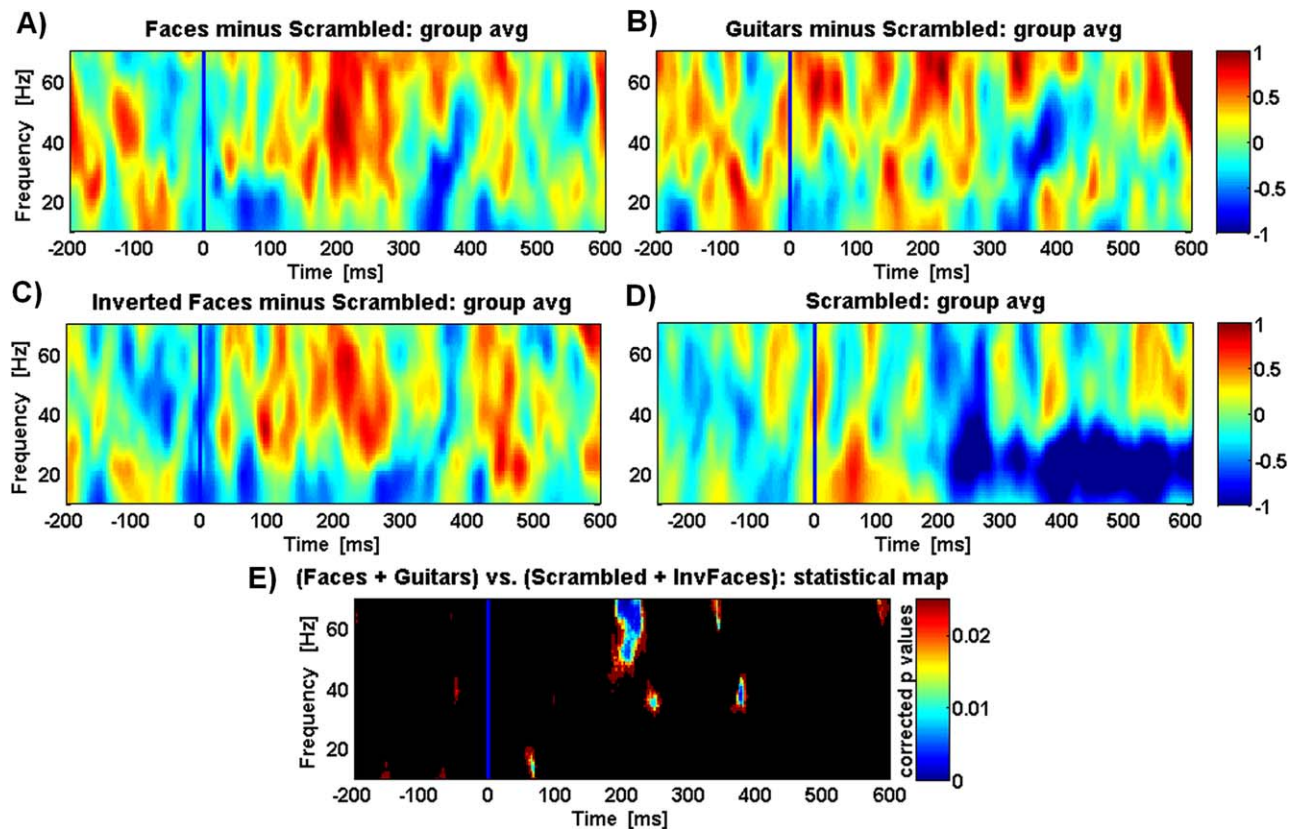 A)
Faces minus Scrambled: group avg
Frequency [Hz]
60
40
20
-200 -100 0 100 200 300 400 500 600
Time [ms]
B)
Guitars minus Scrambled: group avg
60
40
20
-200 -100 0 100 200 300 400 500 600
Time [ms]
1
0.5
0
-0.5
-1
C)
Inverted Faces minus Scrambled: group avg
Frequency [Hz]
60
40
20
-200 -100 0 100 200 300 400 500 600
Time [ms]
D)
Scrambled: group avg
60
40
20
-200 -100 0 100 200 300 400 500 600
Time [ms]
1
0.5
0
-0.5
-1
E)
(Faces + Guitars) vs. (Scrambled + InvFaces): statistical map
Frequency [Hz]
60
40
20
-200 -100 0 100 200 300 400 500 600
Time [ms]
corrected p values
0.02
0.01
0